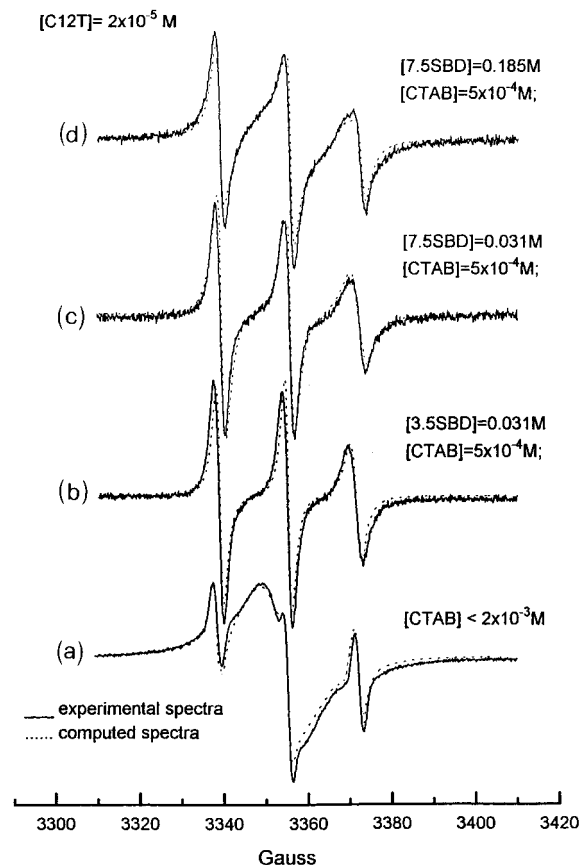 [C12T]= 2x10⁻⁵ M
[7.5SBD]=0.185M
[CTAB]=5x10⁻⁴M;
(d)
[7.5SBD]=0.031M
[CTAB]=5x10⁻⁴M;
(c)
[3.5SBD]=0.031M
[CTAB]=5x10⁻⁴M;
(b)
[CTAB] < 2x10⁻³M
(a)
experimental spectra
computed spectra
3300 3320 3340 3360 3380 3400 3420
Gauss